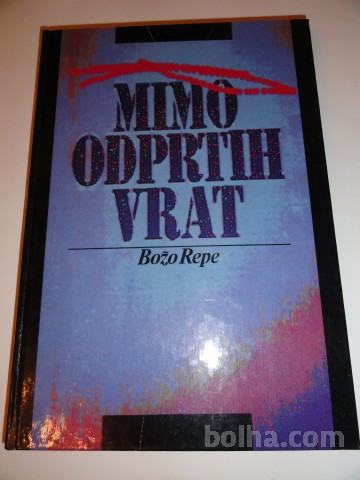 MIMO
ODPRTIH
VRAT
Božo Repe
bolha.com